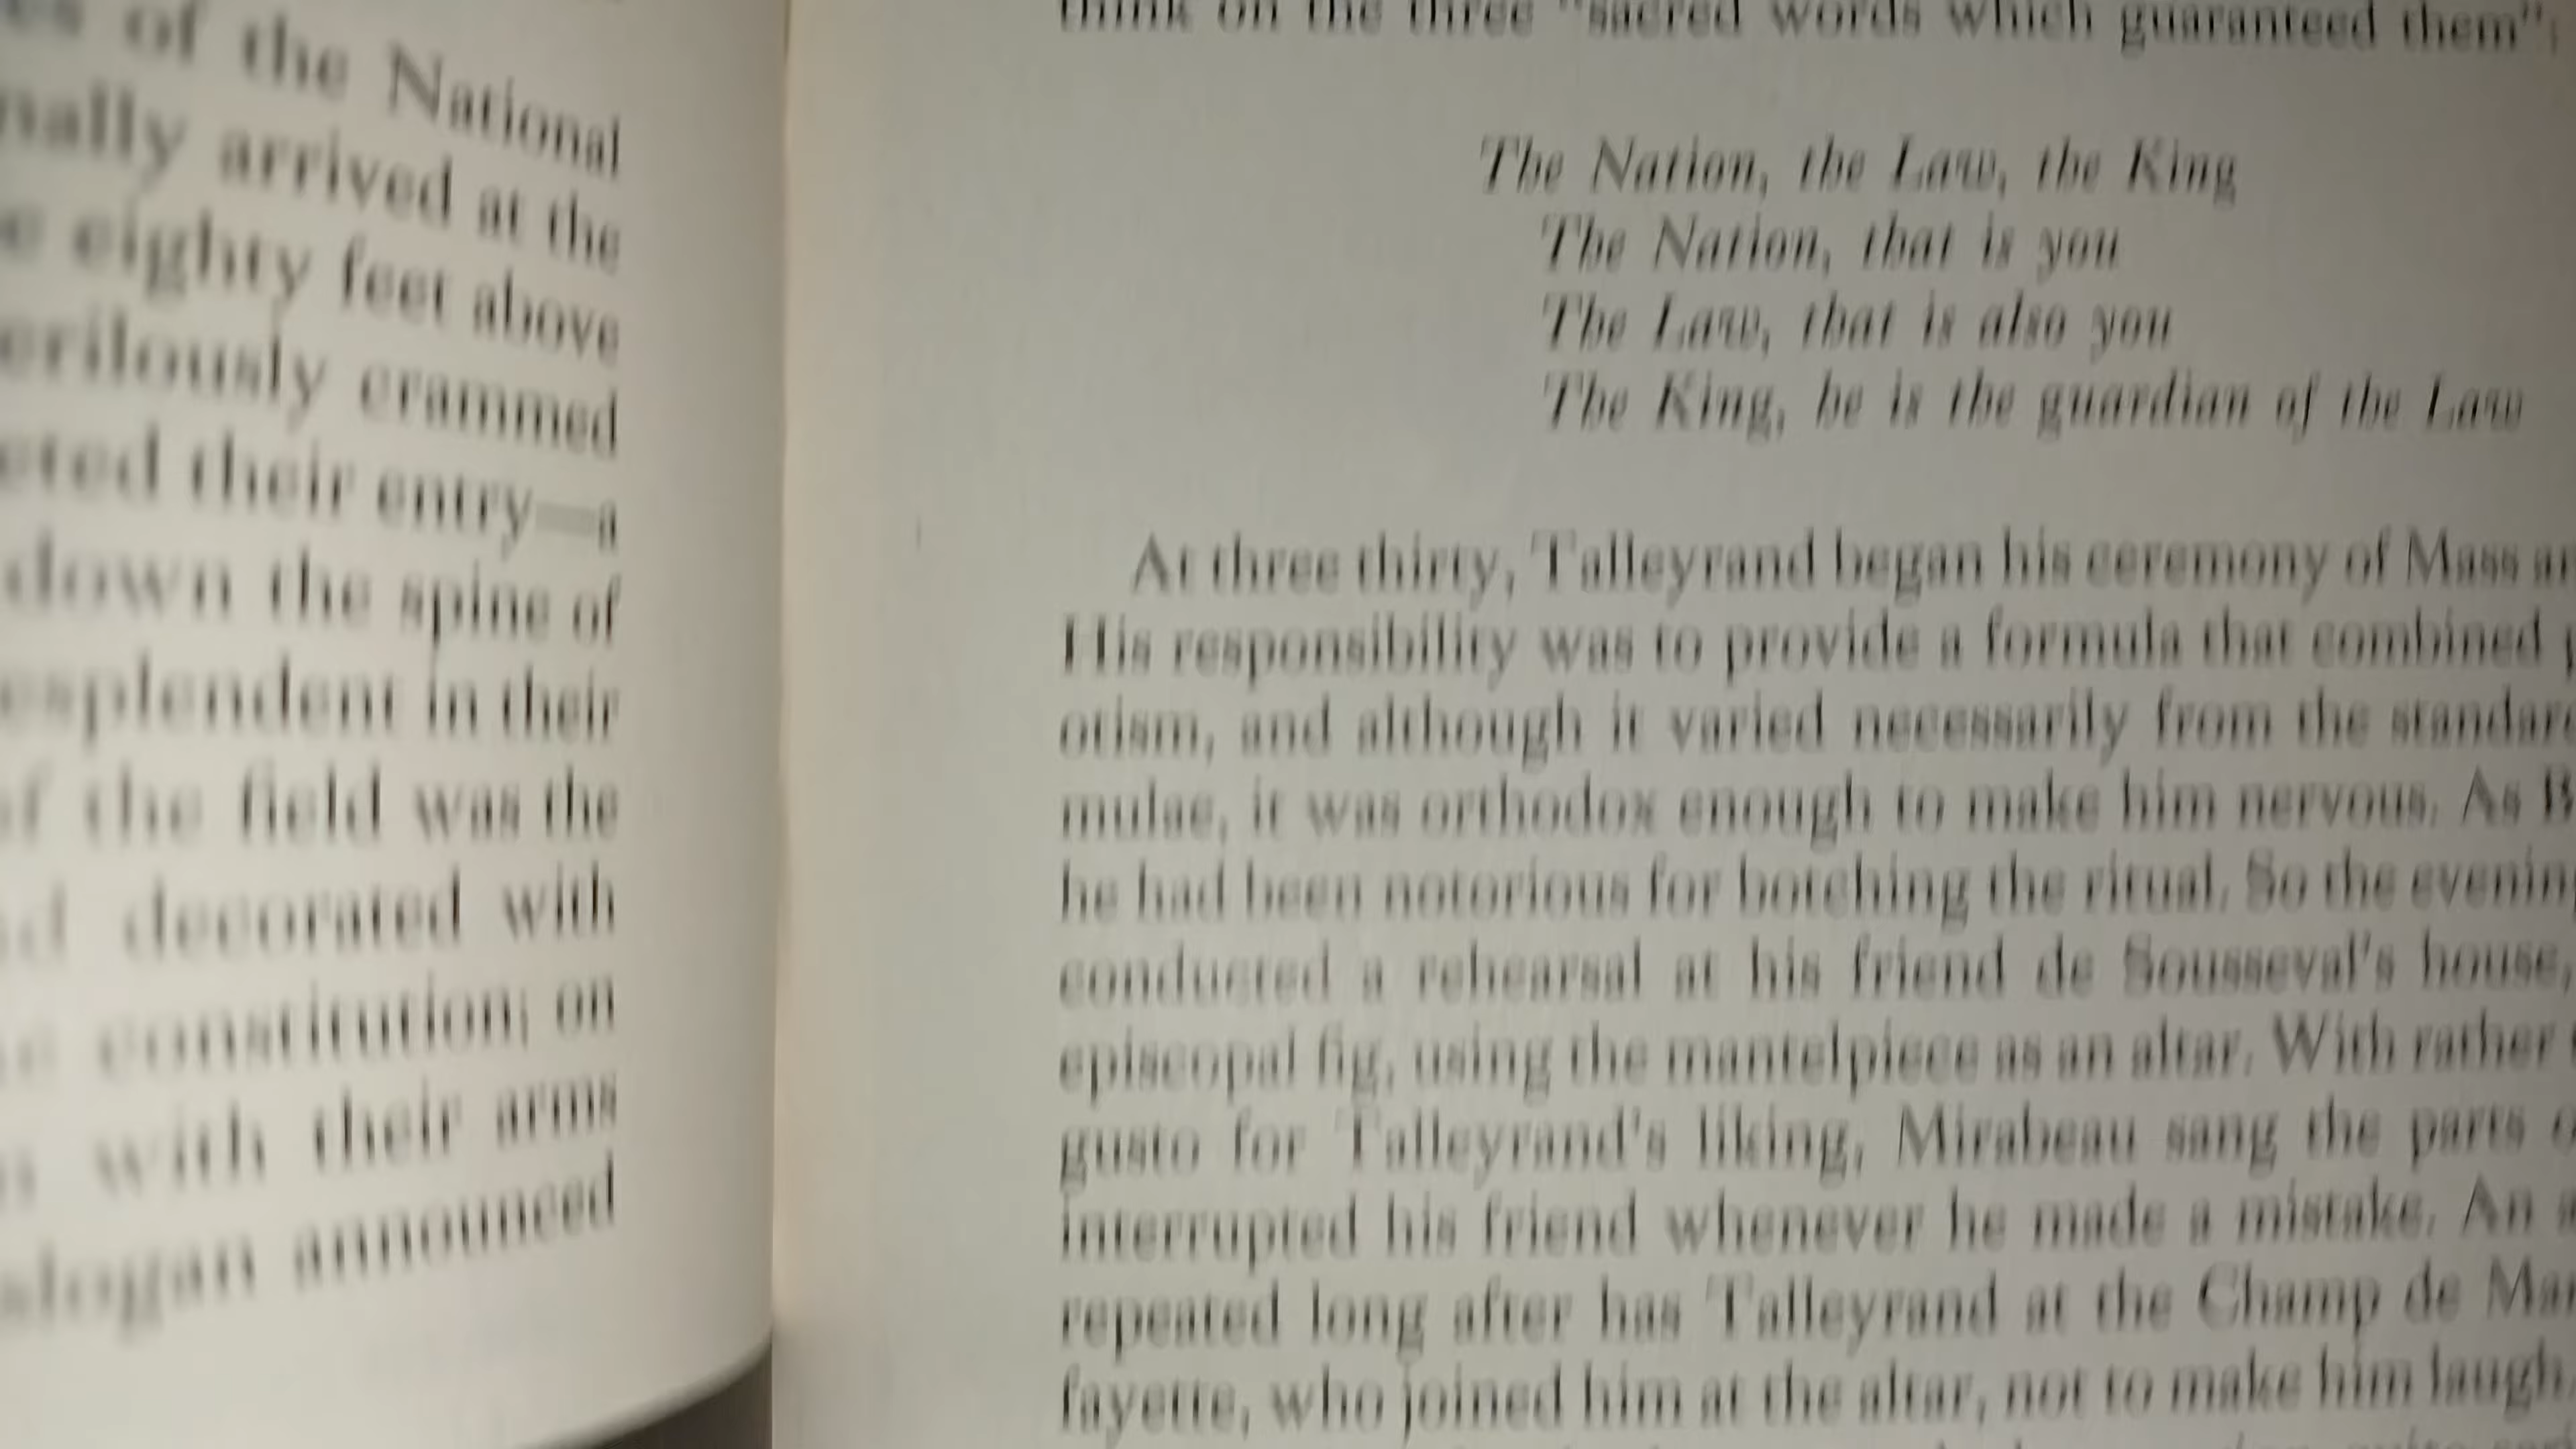 of the National
arrived at the
eighty feet above
crammed
their entry—a
down the spine of
in their
the field was the
decorated with
constitution; on
with their arms
slogan announced
think on the three "sacred words which guaranteed them":
The Nation, the Law, the King
The Nation, that is you
The Law, that is also you
The King, he is the guardian of the Law
At three thirty, Talleyrand began his ceremony of Mass
His responsibility was to provide a formula that combined
otism, and although it varied necessarily from the standard
mulae, it was orthodox enough to make him nervous. As
he had been notorious for botching the ritual. So the evening
conducted a rehearsal at his friend de Sousseval's house,
episcopal fig, using the mantelpiece as an altar. With rather
gusto for Talleyrand's liking, Mirabeau sang the parts
interrupted his friend whenever he made a mistake. An
repeated long after has Talleyrand at the Champ de
fayette, who joined him at the altar, not to make him laugh